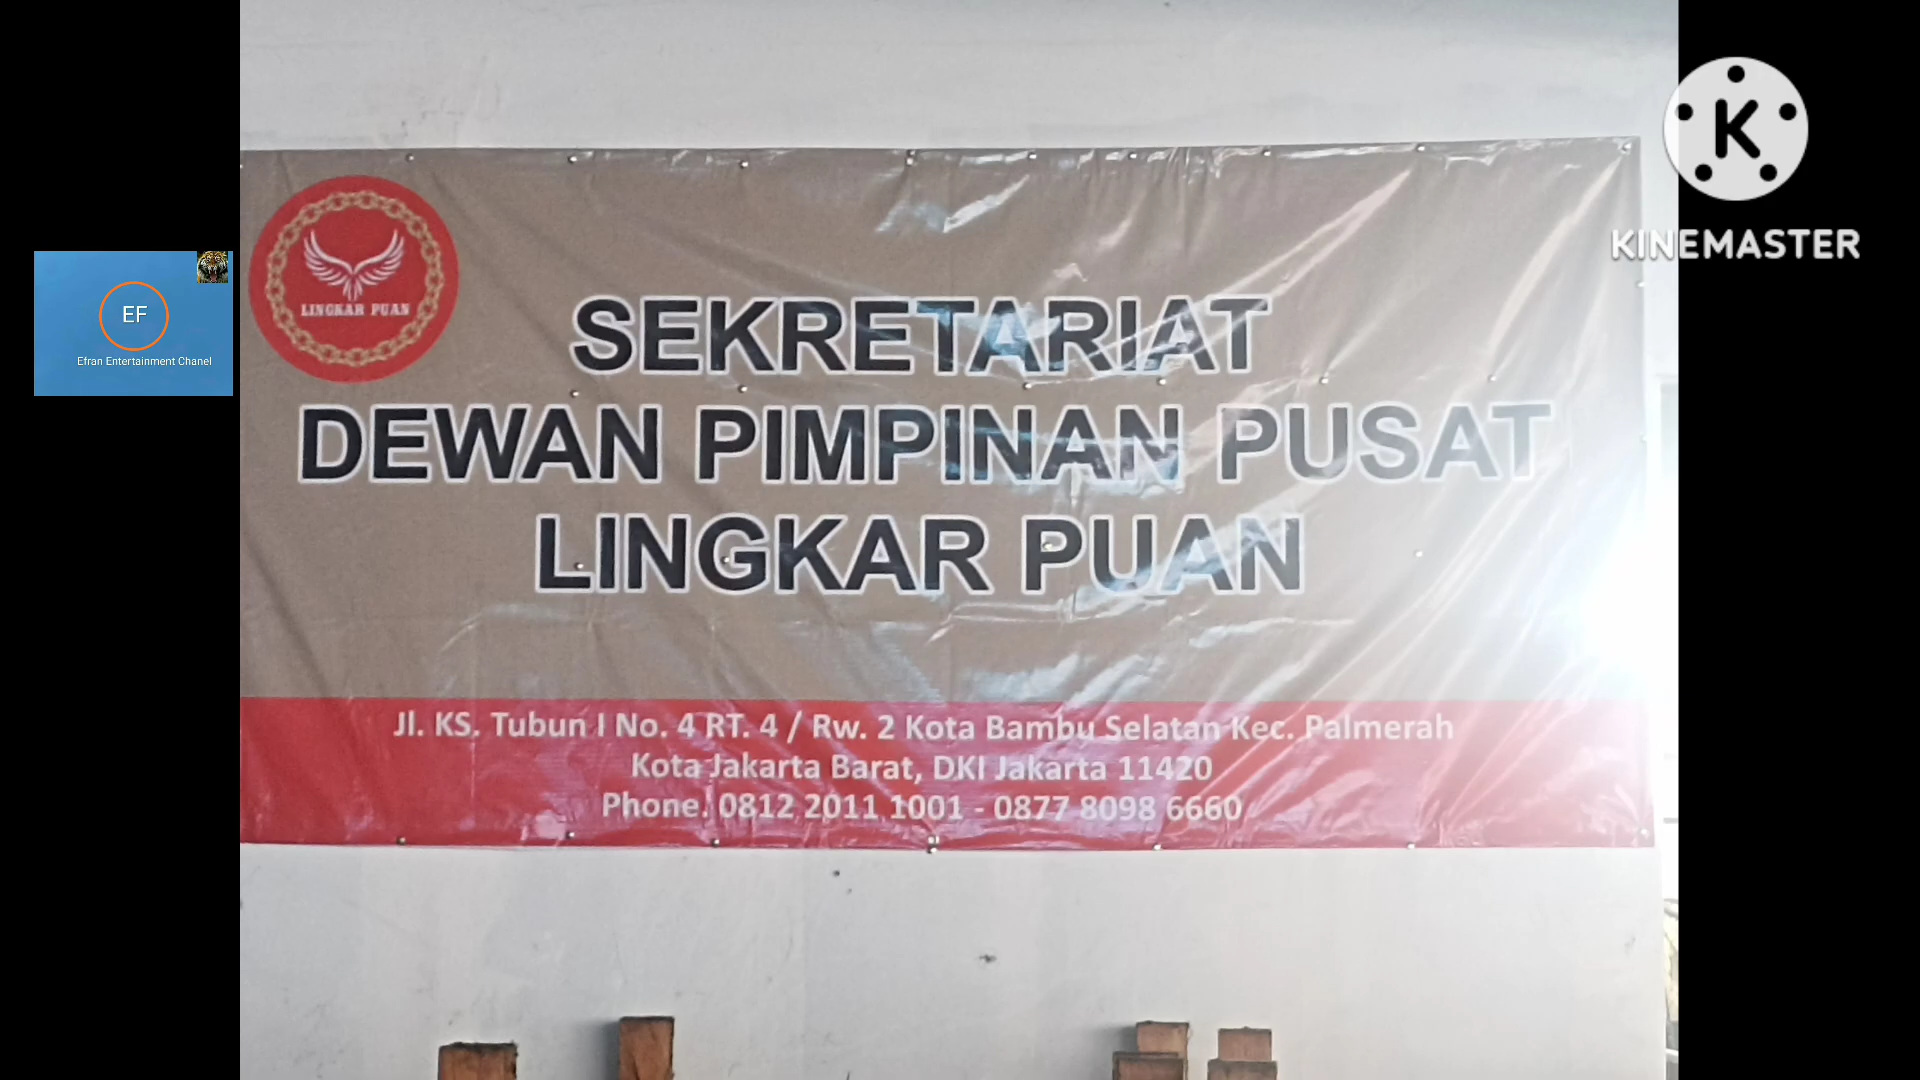 LINGKAR PUAN
SEKRETARIAT
DEWAN PIMPINAN PUSAT
LINGKAR PUAN
Jl. KS. Tubun I No. 4 RT. 4 / Rw. 2 Kota Bambu Selatan Kec. Palmerah
Kota Jakarta Barat, DKI Jakarta 11420
Phone. 0812 2011 1001 - 0877 8098 6660
EF
Efran Entertainment Chanel
K
KINEMASTER